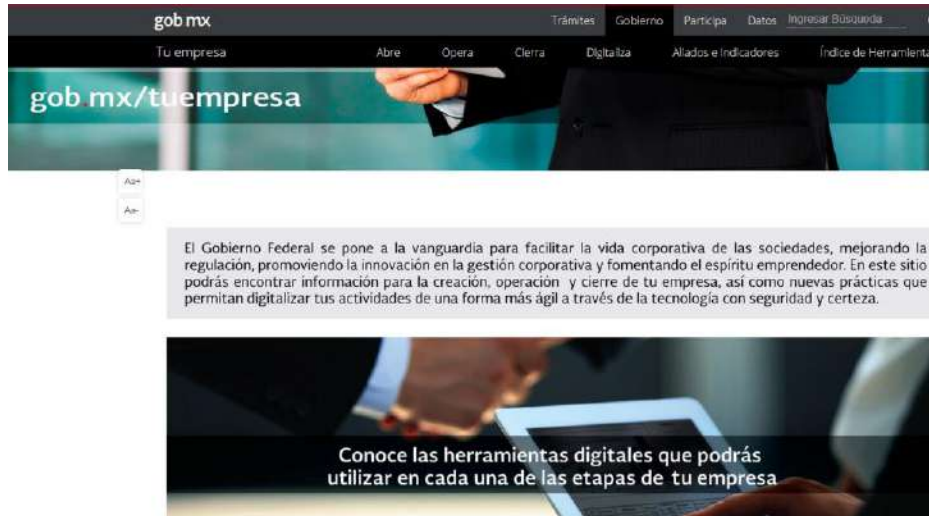 gob mx
Trámites Gobierno Participa Datos Ingresar Búsqueda
Tu empresa Abre Opera Cierra Digitaliza Aliados e Indicadores Índice de Herramienta
gob.mx/tuempresa
Aa+
Aa-
El Gobierno Federal se pone a la vanguardia para facilitar la vida corporativa de las sociedades, mejorando la
regulación, promoviendo la innovación en la gestión corporativa y fomentando el espíritu emprendedor. En este sitio
podrás encontrar información para la creación, operación y cierre de tu empresa, así como nuevas prácticas que
permitan digitalizar tus actividades de una forma más ágil a través de la tecnología con seguridad y certeza.
Conoce las herramientas digitales que podrás
utilizar en cada una de las etapas de tu empresa